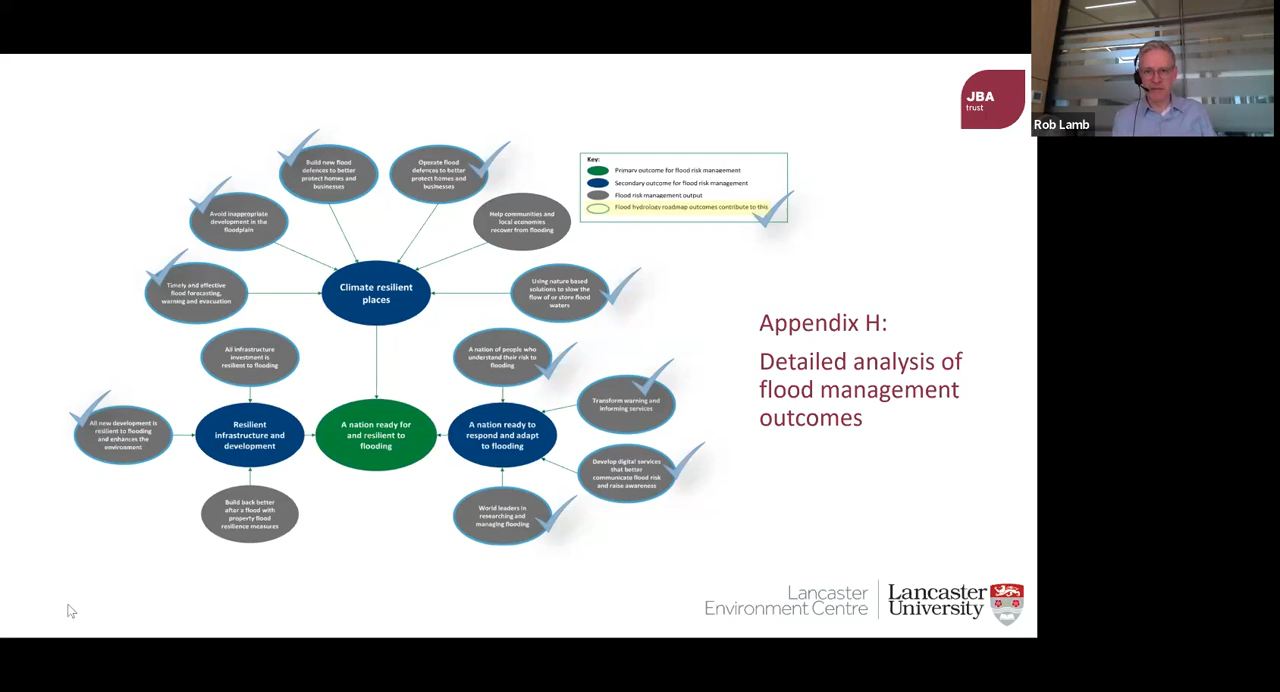 JBA
trust
Rob Lamb
Build new flood
defences to better
protect homes and
businesses
Operate flood
defences to better
protect homes and
businesses
Key:
Primary outcome for flood risk management
Secondary outcome for flood risk management
Flood risk management output
Flood hydrology roadmap outcomes contribute to this
Avoid inappropriate
development in the
floodplain
Help communities and
local economies
recover from flooding
Timely and effective
flood forecasting,
warning and evacuation
Climate resilient
places
Using nature based
solutions to slow the
flow of or store flood
waters
All infrastructure
investment is
resilient to flooding
A nation of people who
understand their risk to
flooding
Transform warning and
informing services
All new development is
resilient to flooding
and enhances the
environment
Resilient
infrastructure and
development
A nation ready for
and resilient to
flooding
A nation ready to
respond and adapt
to flooding
Develop digital services
that better
communicate flood risk
and raise awareness
Build back better
after a flood with
property flood
resilience measures
World leaders in
researching and
managing flooding
Appendix H:
Detailed analysis of
flood management
outcomes
Lancaster
Environment Centre
Lancaster
University